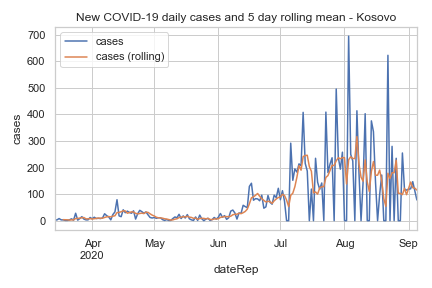 New COVID-19 daily cases and 5 day rolling mean - Kosovo
cases
cases (rolling)
700
600
500
400
300
200
100
0
cases
Apr
2020
May
Jun
Jul
Aug
Sep
dateRep